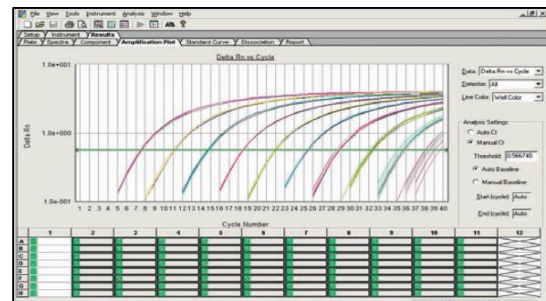 File View Tools Instrument Analysis Window Help
Setup Instrument Results
Plate Spectra Component Amplification Plot Standard Curve Dissociation Report
Delta Rn vs Cycle
Data: Delta Rn vs Cycle
Detector: All
Line Color: Well Color
1.0e+001
1.0e+000
1.0e-001
Delta Rn
1 2 3 4 5 6 7 8 9 10 11 12 13 14 15 16 17 18 19 20 21 22 23 24 25 26 27 28 29 30 31 32 33 34 35 36 37 38 39 40
Cycle Number
Analysis Settings
Auto Ct
Manual Ct
Threshold: 0.566745
Auto Baseline
Manual Baseline
Start (cycle): Auto
End (cycle): Auto
1 2 3 4 5 6 7 8 9 10 11 12
A
B
C
D
E
F
G
H